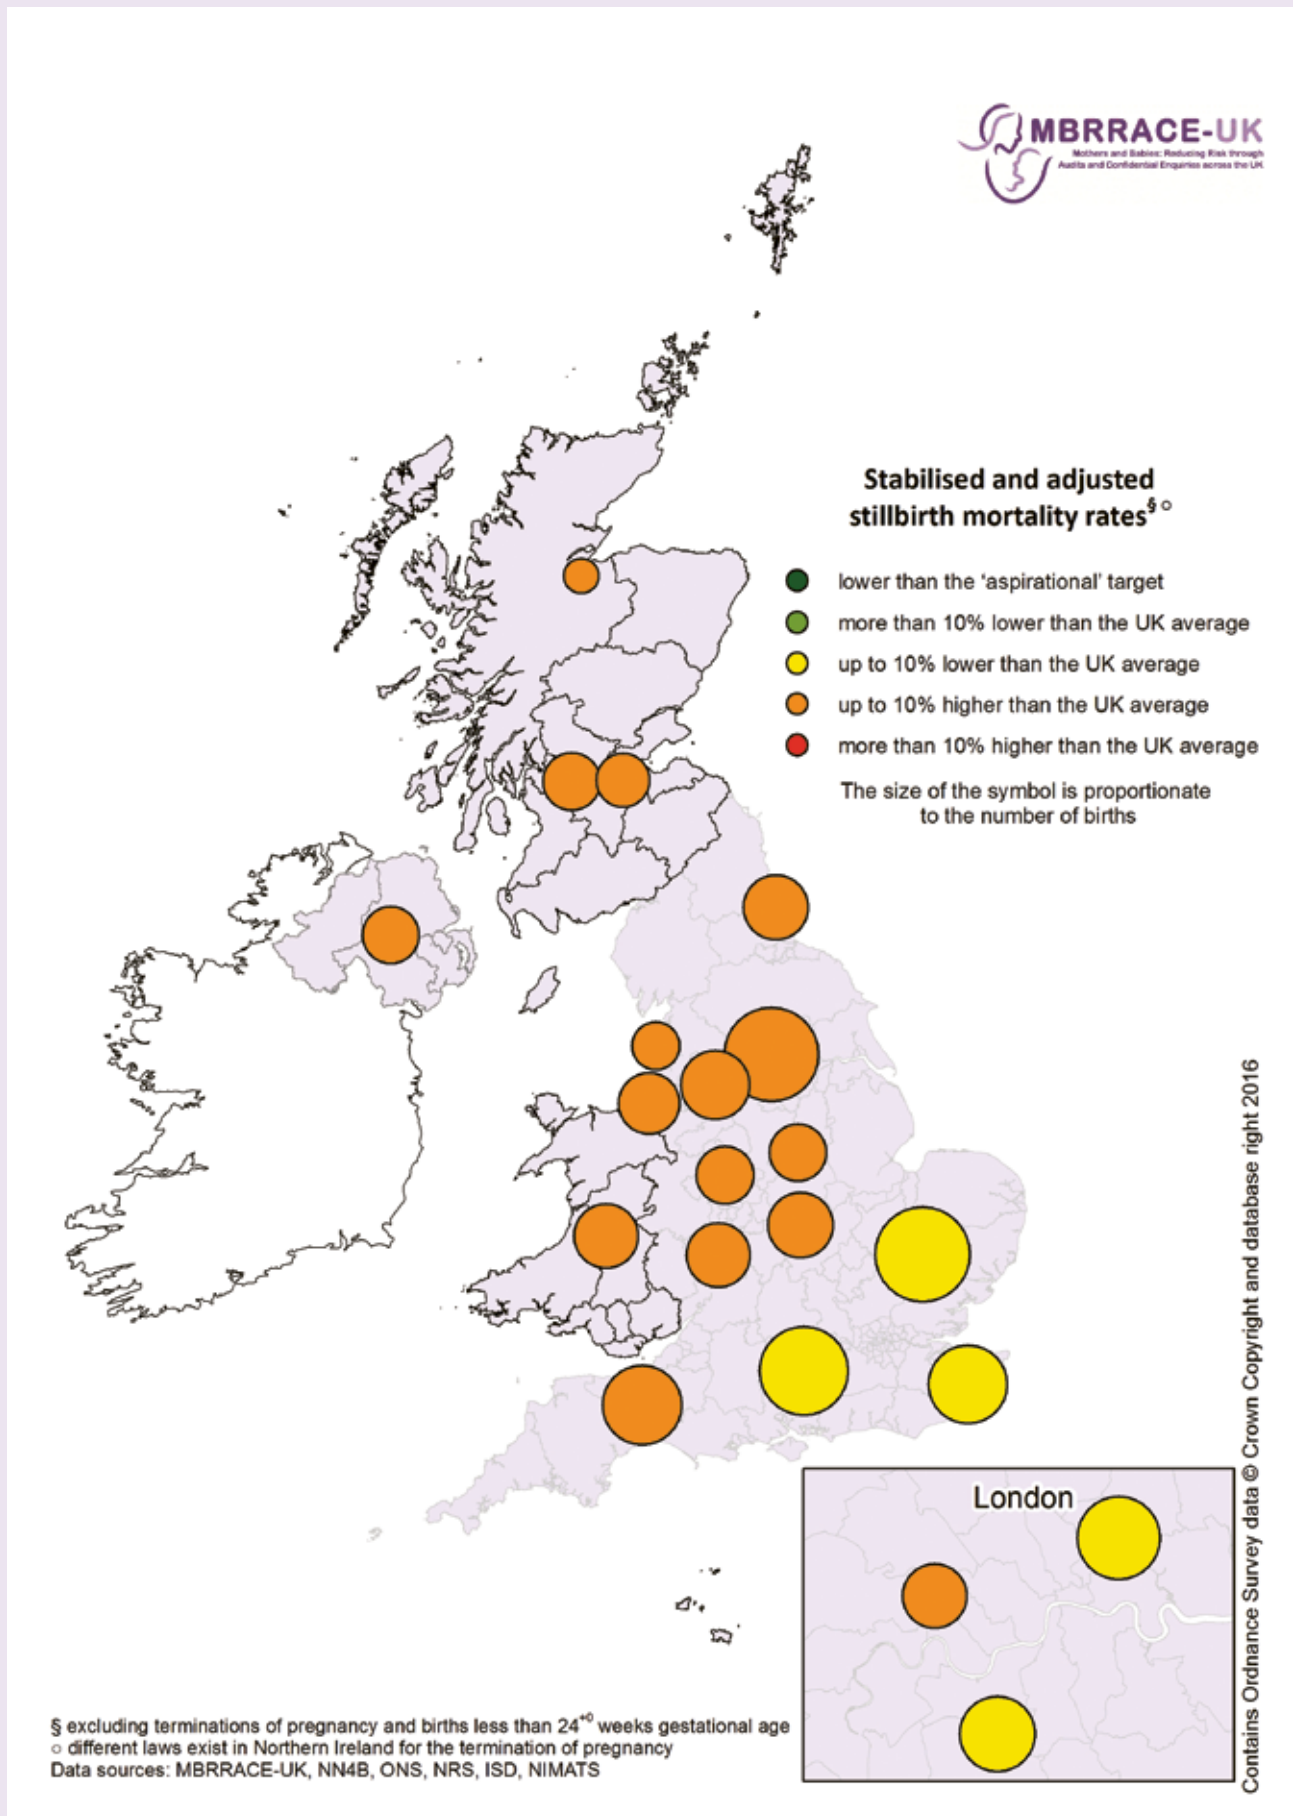 MBRRACE-UK
Mothers and Babies: Reducing Risk through
Audits and Confidential Enquiries across the UK
Stabilised and adjusted
stillbirth mortality rates§ ○
lower than the ‘aspirational’ target
more than 10% lower than the UK average
up to 10% lower than the UK average
up to 10% higher than the UK average
more than 10% higher than the UK average
The size of the symbol is proportionate
to the number of births
London
Contains Ordnance Survey data © Crown Copyright and database right 2016
§ excluding terminations of pregnancy and births less than 24⁺⁰ weeks gestational age
○ different laws exist in Northern Ireland for the termination of pregnancy
Data sources: MBRRACE-UK, NN4B, ONS, NRS, ISD, NIMATS